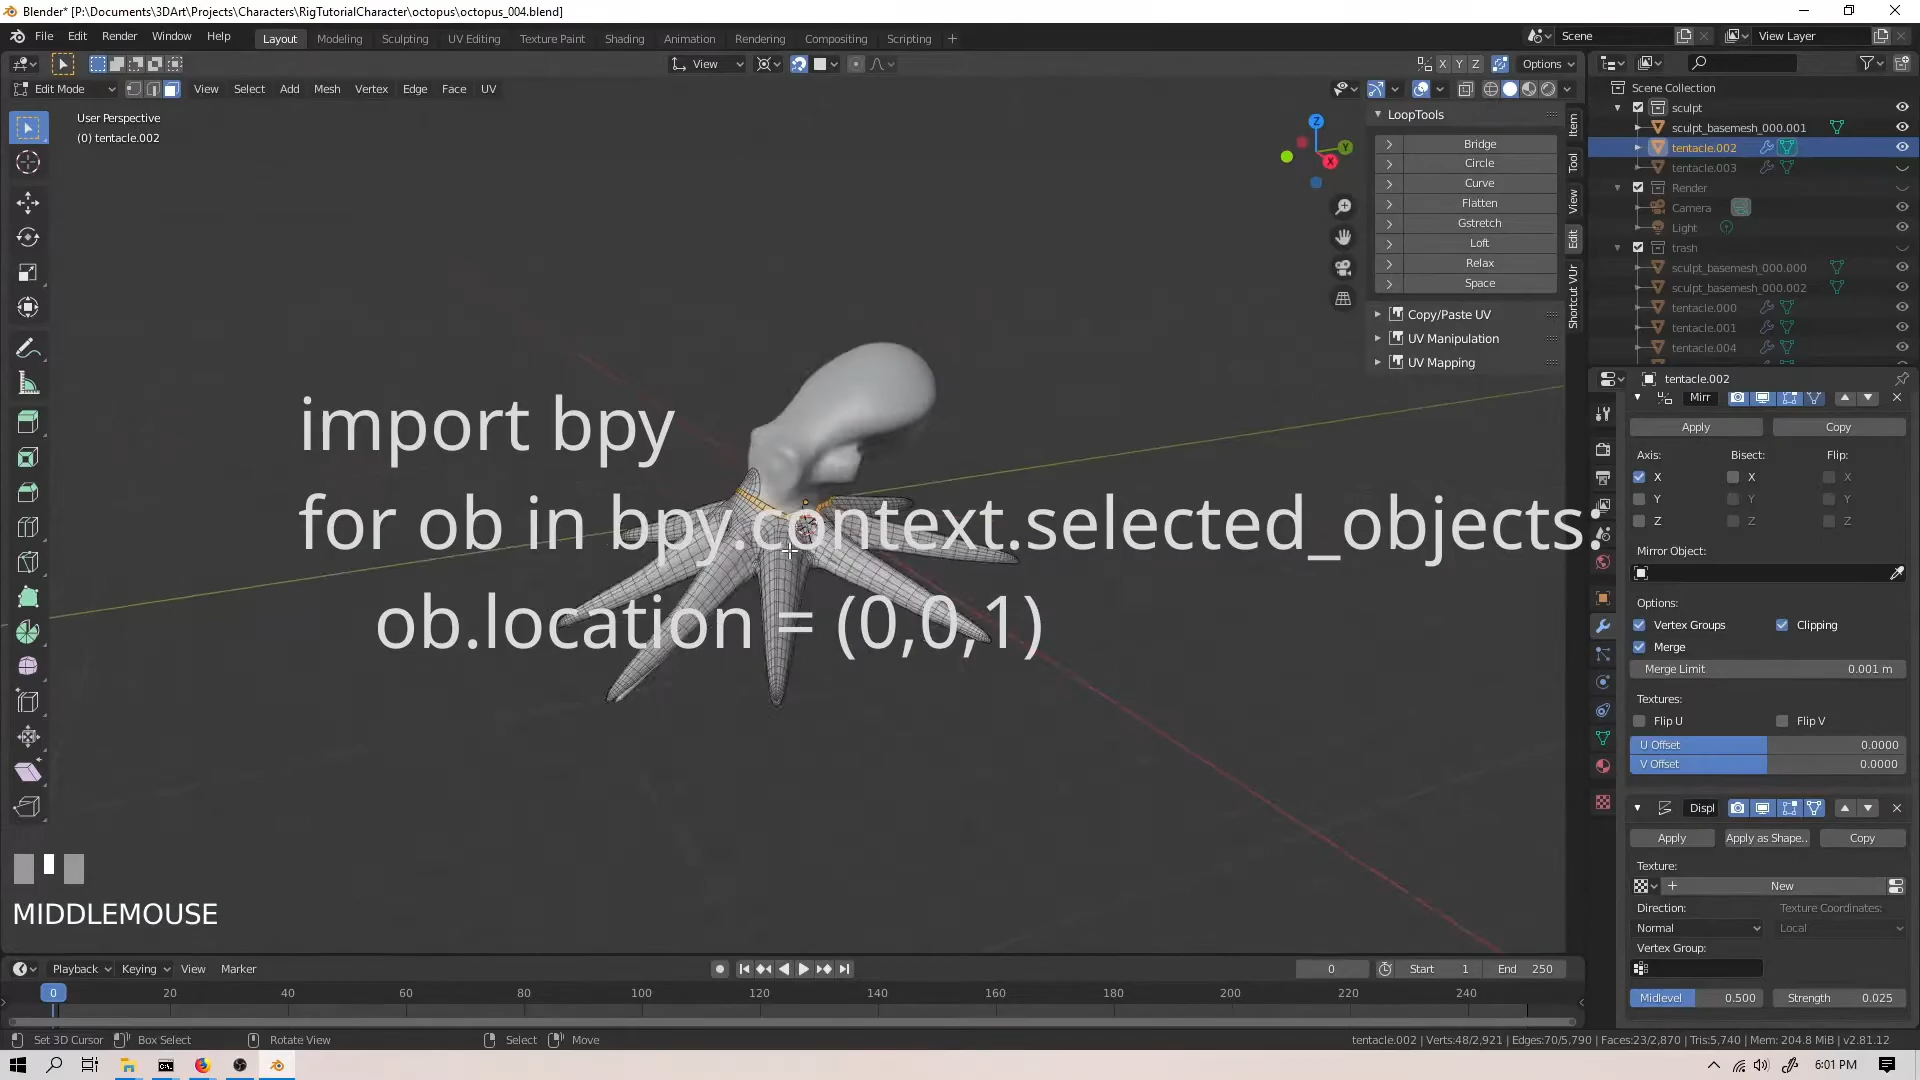 Blender* [P:\Documents\3DArt\Projects\Characters\RigTutorialCharacter\octopus\octopus_004.blend]
File Edit Render Window Help Layout Modeling Sculpting UV Editing Texture Paint Shading Animation Rendering Compositing Scripting + Scene View Layer
View X Y Z Options
Edit Mode View Select Add Mesh Vertex Edge Face UV
User Perspective
(0) tentacle.002
Z Y X
LoopTools
Bridge
Circle
Curve
Flatten
Gstretch
Loft
Relax
Space
Copy/Paste UV
UV Manipulation
UV Mapping
Item
Tool
View
Edit
Shortcut VUr
Scene Collection
sculpt
sculpt_basemesh_000.001
tentacle.002
tentacle.003
Render
Camera
Light
trash
sculpt_basemesh_000.000
sculpt_basemesh_000.002
tentacle.000
tentacle.001
tentacle.004
tentacle.002
Mirr
Apply Copy
Axis: Bisect: Flip:
X X X
Y Y Y
Z Z Z
Mirror Object:
Options:
Vertex Groups Clipping
Merge
Merge Limit 0.001 m
Textures:
Flip U Flip V
U Offset 0.0000
V Offset 0.0000
Displ
Apply Apply as Shape.. Copy
Texture:
New
Direction: Texture Coordinates:
Normal Local
Vertex Group:
Midlevel 0.500 Strength 0.025
import bpy
for ob in bpy.context.selected_objects:
ob.location = (0,0,1)
MIDDLEMOUSE
Playback Keying View Marker 0 Start 1 End 250
0 20 40 60 80 100 120 140 160 180 200 220 240
Set 3D Cursor Box Select Rotate View Select Move tentacle.002 | Verts:48/2,921 | Edges:70/5,790 | Faces:23/2,870 | Tris:5,740 | Mem: 204.8 MiB | v2.81.12
6:01 PM